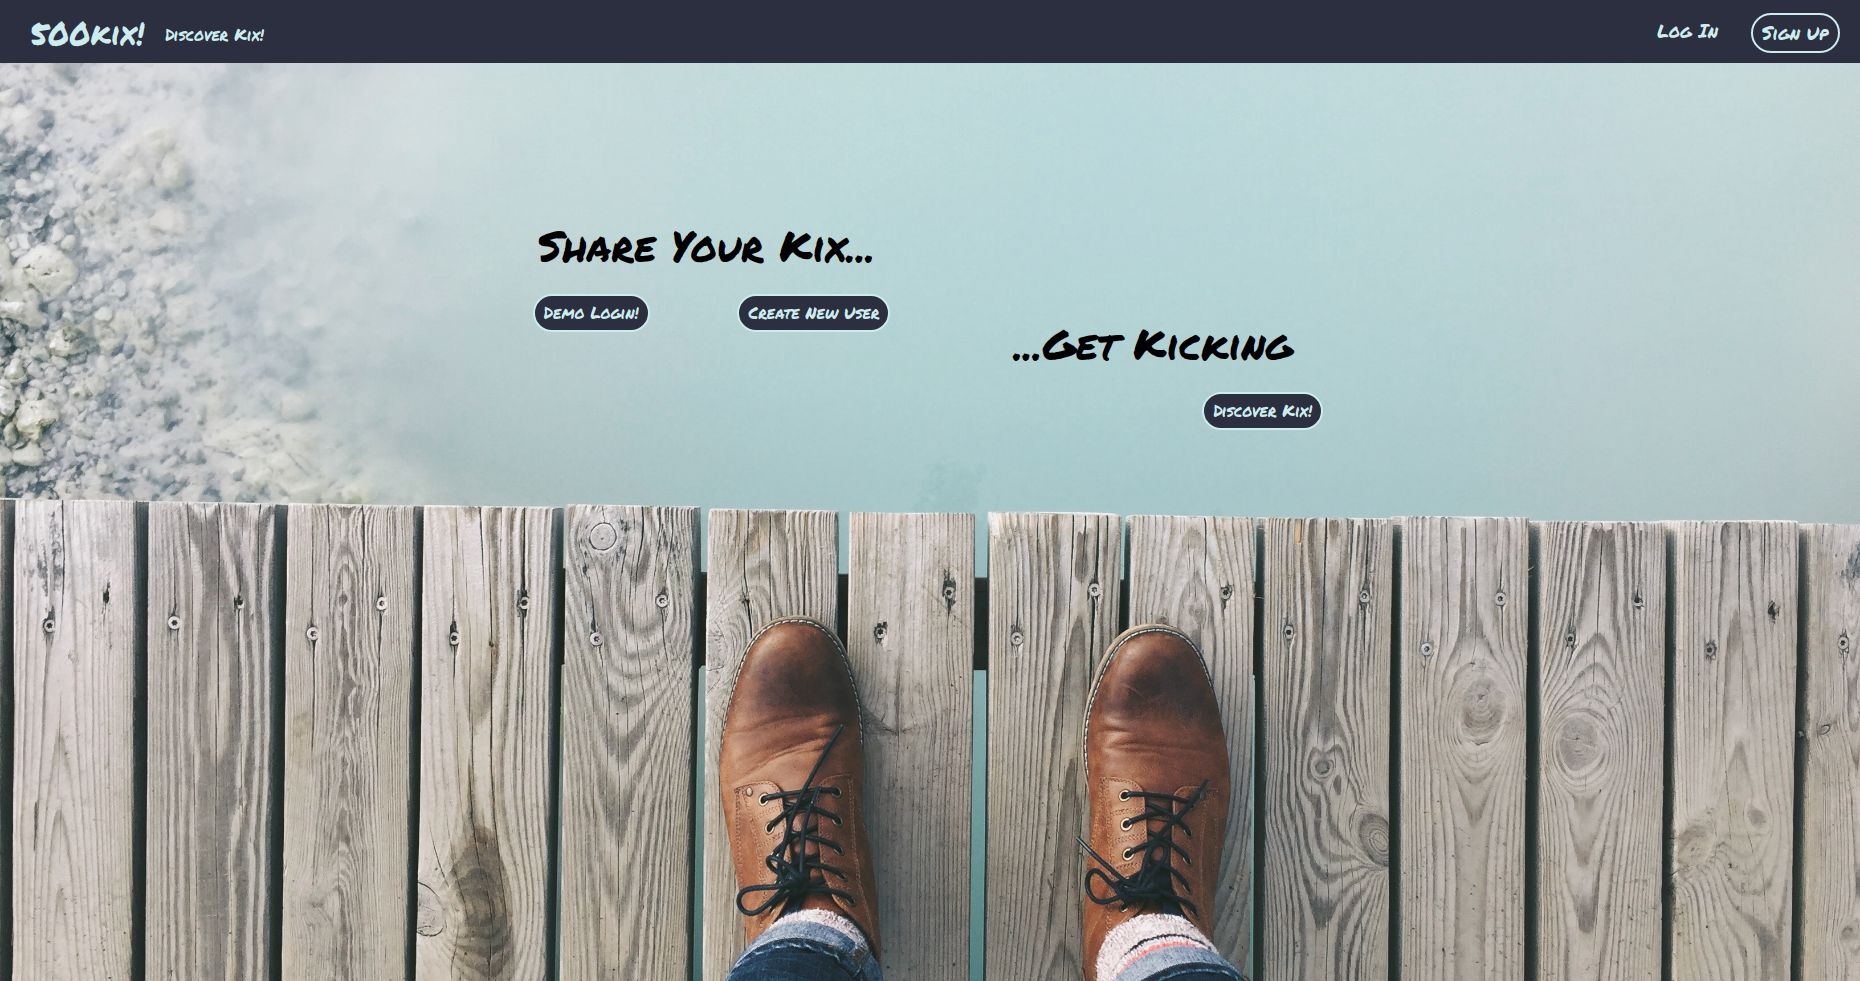 500kix!
Discover Kix!
Log In
Sign Up
Share Your Kix...
Demo Login!
Create New User
...Get Kicking
Discover Kix!